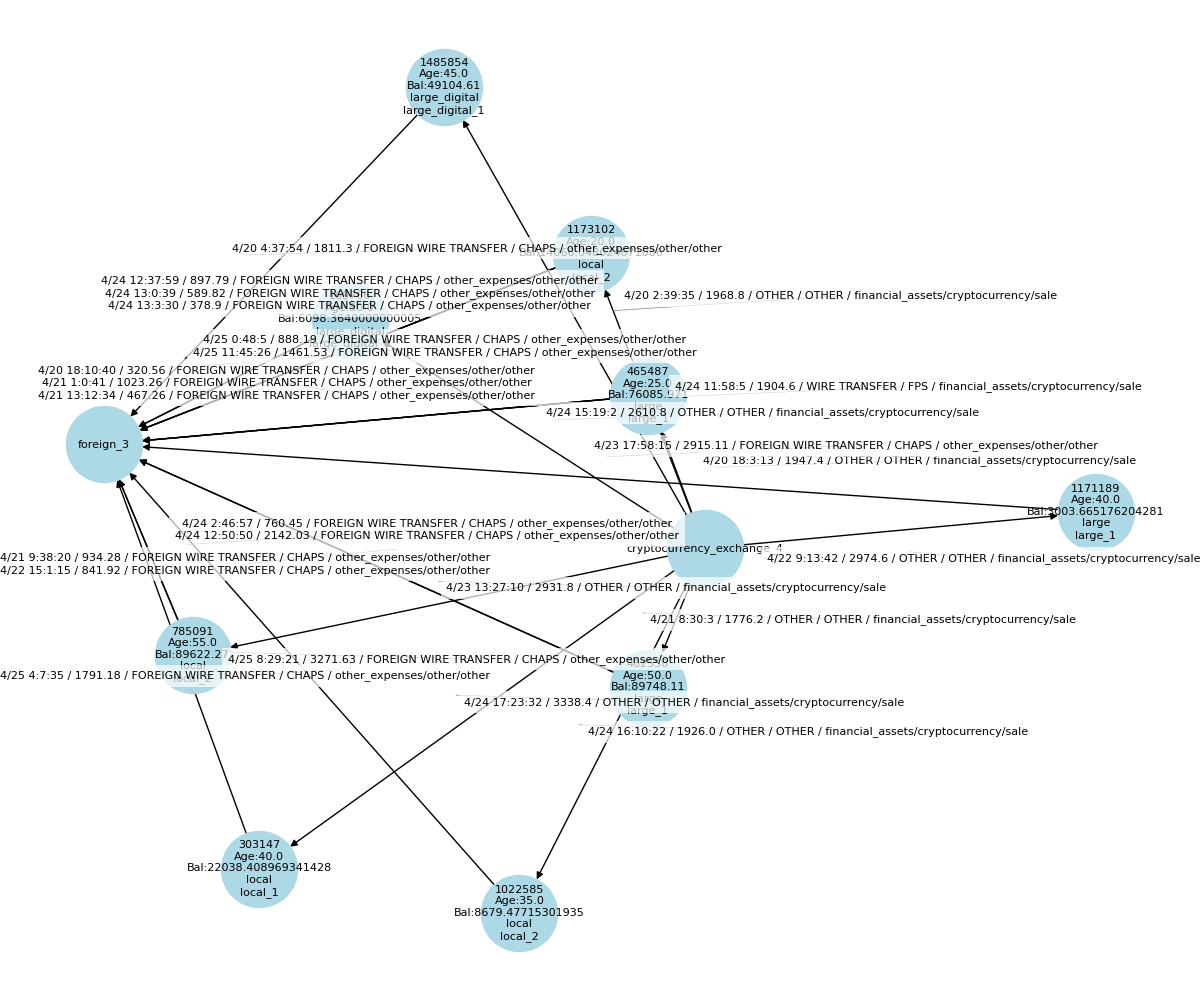 1485854
Age:45.0
Bal:49104.61
large_digital
large_digital_1
1173102
Age:20.0
local
local_2
4/20 4:37:54 / 1811.3 / FOREIGN WIRE TRANSFER / CHAPS / other_expenses/other/other
4/24 12:37:59 / 897.79 / FOREIGN WIRE TRANSFER / CHAPS / other_expenses/other/other
4/24 13:0:39 / 589.82 / FOREIGN WIRE TRANSFER / CHAPS / other_expenses/other/other
4/24 13:3:30 / 378.9 / FOREIGN WIRE TRANSFER / CHAPS / other_expenses/other/other
4/20 2:39:35 / 1968.8 / OTHER / OTHER / financial_assets/cryptocurrency/sale
Bal:6098.3640000000005
large_digital
4/25 0:48:5 / 888.19 / FOREIGN WIRE TRANSFER / CHAPS / other_expenses/other/other
4/25 11:45:26 / 1461.53 / FOREIGN WIRE TRANSFER / CHAPS / other_expenses/other/other
4/20 18:10:40 / 320.56 / FOREIGN WIRE TRANSFER / CHAPS / other_expenses/other/other
4/21 1:0:41 / 1023.26 / FOREIGN WIRE TRANSFER / CHAPS / other_expenses/other/other
4/21 13:12:34 / 467.26 / FOREIGN WIRE TRANSFER / CHAPS / other_expenses/other/other
465487
Age:25.0
Bal:76085.971
large
large_1
4/24 11:58:5 / 1904.6 / WIRE TRANSFER / FPS / financial_assets/cryptocurrency/sale
4/24 15:19:2 / 2610.8 / OTHER / OTHER / financial_assets/cryptocurrency/sale
foreign_3
4/23 17:58:15 / 2915.11 / FOREIGN WIRE TRANSFER / CHAPS / other_expenses/other/other
4/20 18:3:13 / 1947.4 / OTHER / OTHER / financial_assets/cryptocurrency/sale
1171189
Age:40.0
Bal:3003.665176204281
large
large_1
4/24 2:46:57 / 760.45 / FOREIGN WIRE TRANSFER / CHAPS / other_expenses/other/other
4/24 12:50:50 / 2142.03 / FOREIGN WIRE TRANSFER / CHAPS / other_expenses/other/other
cryptocurrency_exchange_4
4/21 9:38:20 / 934.28 / FOREIGN WIRE TRANSFER / CHAPS / other_expenses/other/other
4/22 15:1:15 / 841.92 / FOREIGN WIRE TRANSFER / CHAPS / other_expenses/other/other
4/22 9:13:42 / 2974.6 / OTHER / OTHER / financial_assets/cryptocurrency/sale
4/23 13:27:10 / 2931.8 / OTHER / OTHER / financial_assets/cryptocurrency/sale
4/21 8:30:3 / 1776.2 / OTHER / OTHER / financial_assets/cryptocurrency/sale
785091
Age:55.0
local
4/25 8:29:21 / 3271.63 / FOREIGN WIRE TRANSFER / CHAPS / other_expenses/other/other
4/25 4:7:35 / 1791.18 / FOREIGN WIRE TRANSFER / CHAPS / other_expenses/other/other
Age:50.0
Bal:89748.11
large
large_1
4/24 17:23:32 / 3338.4 / OTHER / OTHER / financial_assets/cryptocurrency/sale
4/24 16:10:22 / 1926.0 / OTHER / OTHER / financial_assets/cryptocurrency/sale
303147
Age:40.0
Bal:22038.408969341428
local
local_1
1022585
Age:35.0
Bal:8679.47715301935
local
local_2